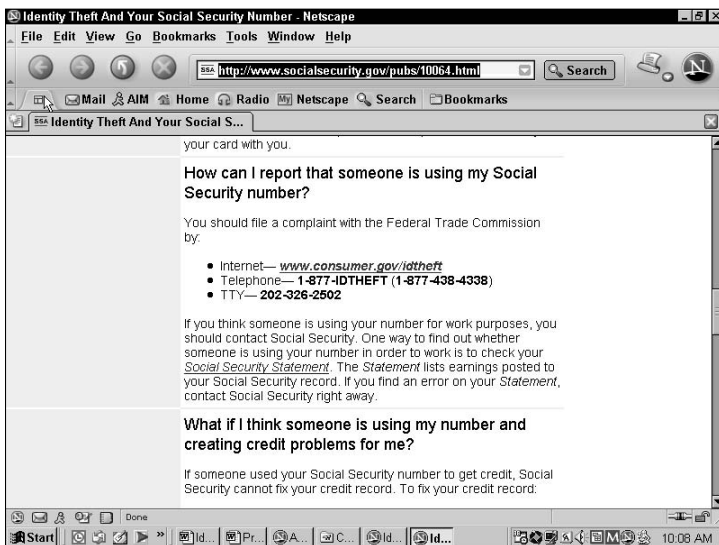 Identity Theft And Your Social Security Number - Netscape
File Edit View Go Bookmarks Tools Window Help
SSA http://www.socialsecurity.gov/pubs/10064.html Search N
Mail AIM Home Radio My Netscape Search Bookmarks
SSA Identity Theft And Your Social S...
your card with you.
How can I report that someone is using my Social
Security number?
You should file a complaint with the Federal Trade Commission
by:
• Internet— www.consumer.gov/idtheft
• Telephone— 1-877-IDTHEFT (1-877-438-4338)
• TTY— 202-326-2502
If you think someone is using your number for work purposes, you
should contact Social Security. One way to find out whether
someone is using your number in order to work is to check your
Social Security Statement. The Statement lists earnings posted to
your Social Security record. If you find an error on your Statement,
contact Social Security right away.
What if I think someone is using my number and
creating credit problems for me?
If someone used your Social Security number to get credit, Social
Security cannot fix your credit record. To fix your credit record:
Done
Start » Id... Pr... A... C... Id... Id... 10:08 AM